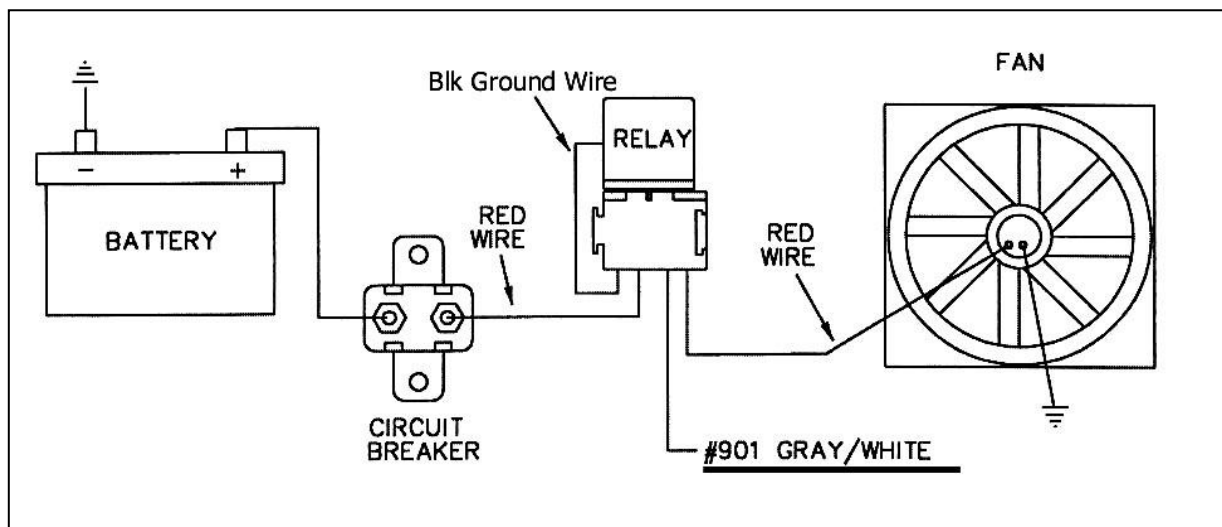 FAN
Blk Ground Wire
RELAY
- +
BATTERY
RED
WIRE
RED
WIRE
CIRCUIT
BREAKER
#901 GRAY/WHITE